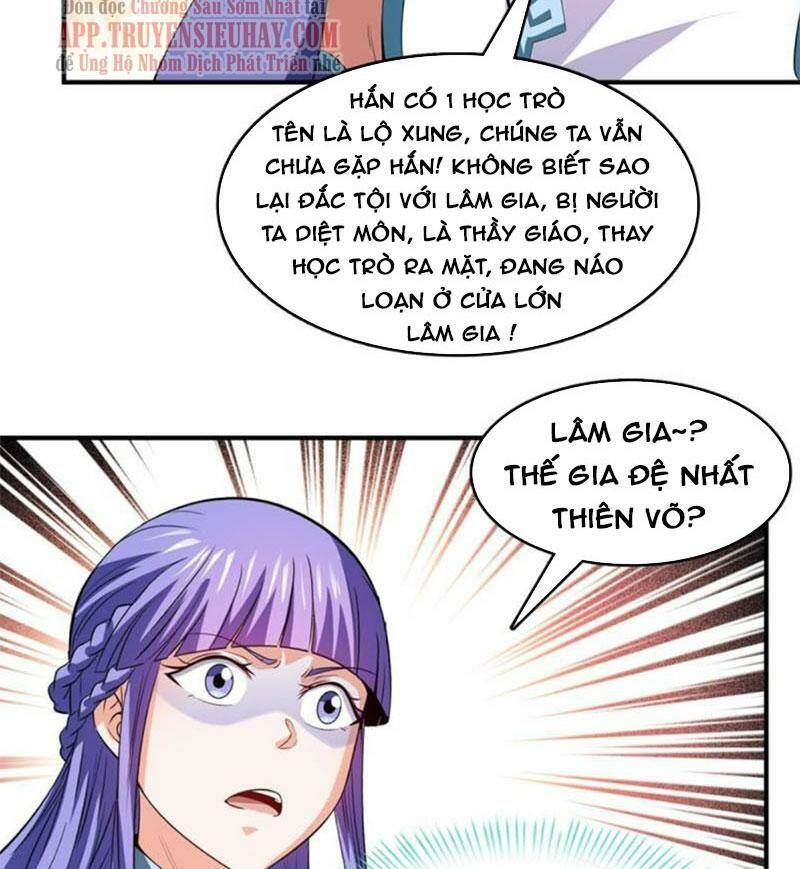 Đón đọc Chương Sau Sớm Nhất tại
APP.TRUYENSIEUHAY.COM
để Ủng Hộ Nhóm Dịch Phát Triển nhé
HẮN CÓ 1 HỌC TRÒ
TÊN LÀ LỘ XUNG, CHÚNG TA VẪN
CHƯA GẶP HẮN! KHÔNG BIẾT SAO
LẠI ĐẮC TỘI VỚI LÂM GIA, BỊ NGƯỜI
TA DIỆT MÔN, LÀ THẦY GIÁO, THAY
HỌC TRÒ RA MẶT, ĐANG NÁO
LOẠN Ở CỬA LỚN
LÂM GIA !
LÂM GIA~?
THẾ GIA ĐỆ NHẤT
THIÊN VÕ?